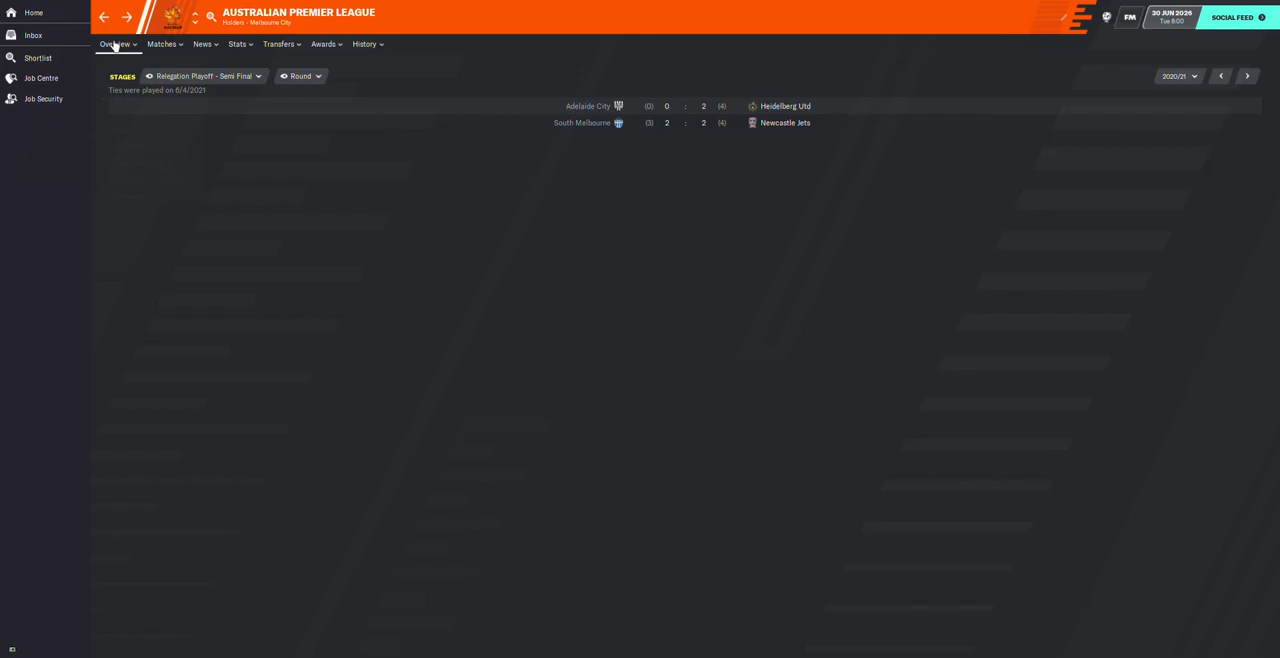 Home
Inbox
Shortlist
Job Centre
Job Security
AUSTRALIAN PREMIER LEAGUE
Holders - Melbourne City
FM
30 JUN 2026
Tue 8:00
SOCIAL FEED
Overview Matches News Stats Transfers Awards History
STAGES Relegation Playoff - Semi Final Round 2020/21
Ties were played on 6/4/2021
Adelaide City (0) 0 : 2 (4) Heidelberg Utd
South Melbourne (3) 2 : 2 (4) Newcastle Jets